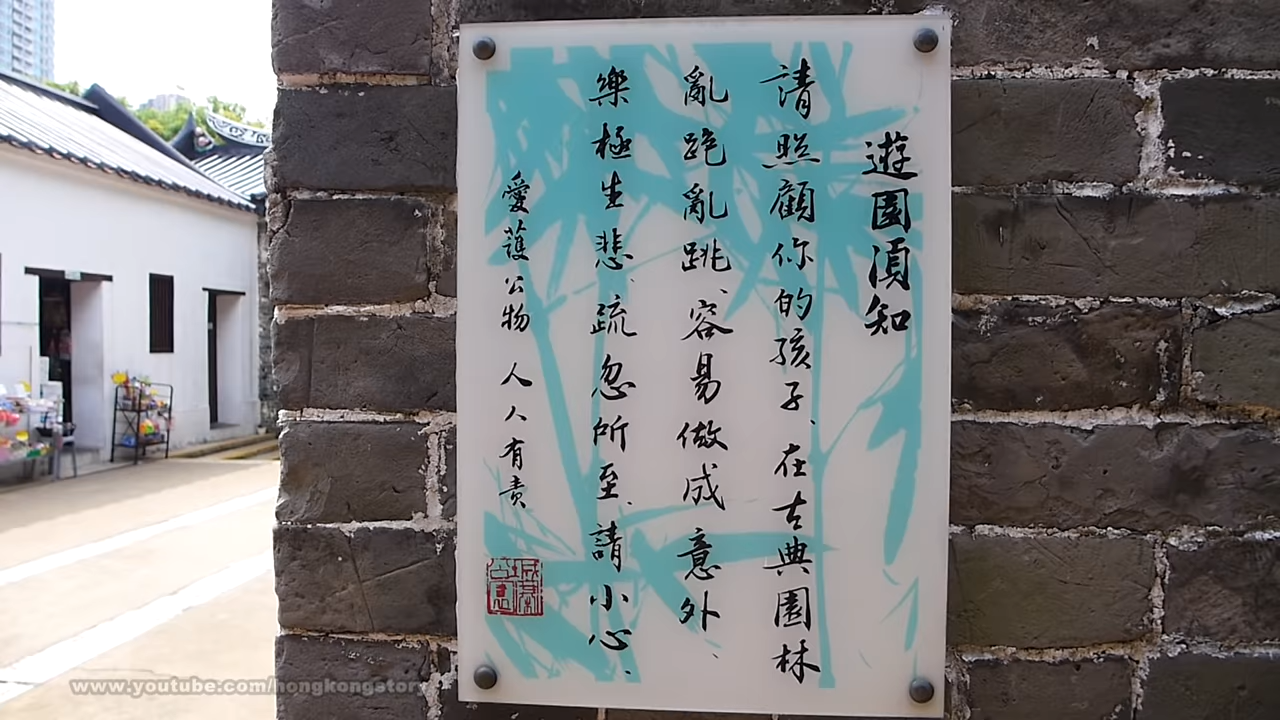 遊園須知
請照顧你的孩子、在古典園林
亂跑亂跳、容易做成意外、
樂極生悲、疏忽所至、請小心、
愛護公物 人人有責
www.youtube.com/hongkongstory